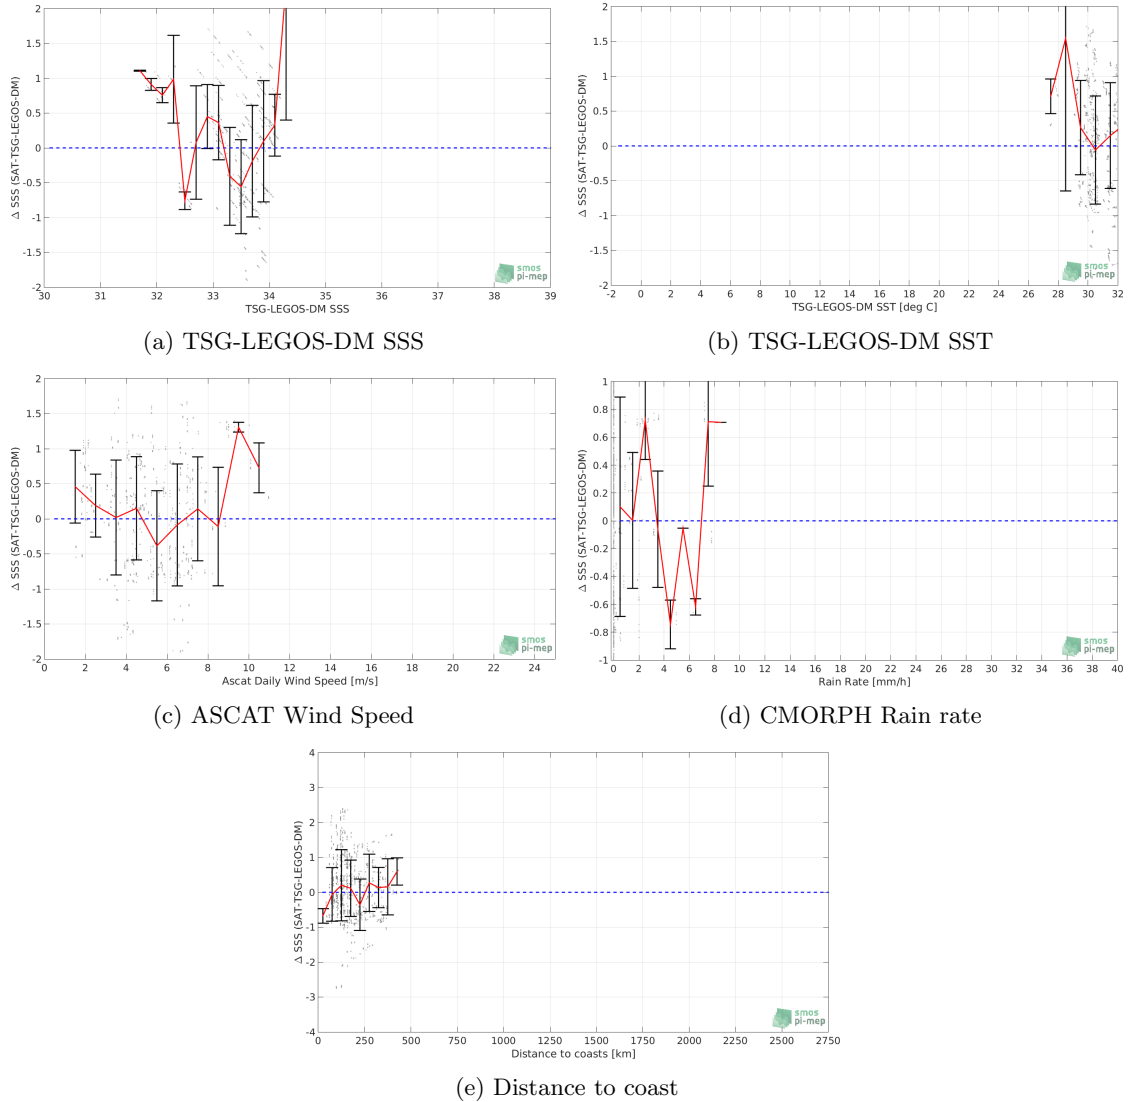 2
1.5
1
0.5
0
-0.5
-1
-1.5
-2
Δ SSS (SAT-TSG-LEGOS-DM)
30 31 32 33 34 35 36 37 38 39
TSG-LEGOS-DM SSS
smos
pi-mep
(a) TSG-LEGOS-DM SSS
2
1.5
1
0.5
0
-0.5
-1
-1.5
-2
Δ SSS (SAT-TSG-LEGOS-DM)
-2 0 2 4 6 8 10 12 14 16 18 20 22 24 26 28 30 32
TSG-LEGOS-DM SST [deg C]
smos
pi-mep
(b) TSG-LEGOS-DM SST
2
1.5
1
0.5
0
-0.5
-1
-1.5
-2
Δ SSS (SAT-TSG-LEGOS-DM)
0 2 4 6 8 10 12 14 16 18 20 22 24
Ascat Daily Wind Speed [m/s]
smos
pi-mep
(c) ASCAT Wind Speed
1
0.8
0.6
0.4
0.2
0
-0.2
-0.4
-0.6
-0.8
-1
Δ SSS (SAT-TSG-LEGOS-DM)
0 2 4 6 8 10 12 14 16 18 20 22 24 26 28 30 32 34 36 38 40
Rain Rate [mm/h]
smos
pi-mep
(d) CMORPH Rain rate
4
3
2
1
0
-1
-2
-3
-4
Δ SSS (SAT-TSG-LEGOS-DM)
0 250 500 750 1000 1250 1500 1750 2000 2250 2500 2750
Distance to coasts [km]
smos
pi-mep
(e) Distance to coast